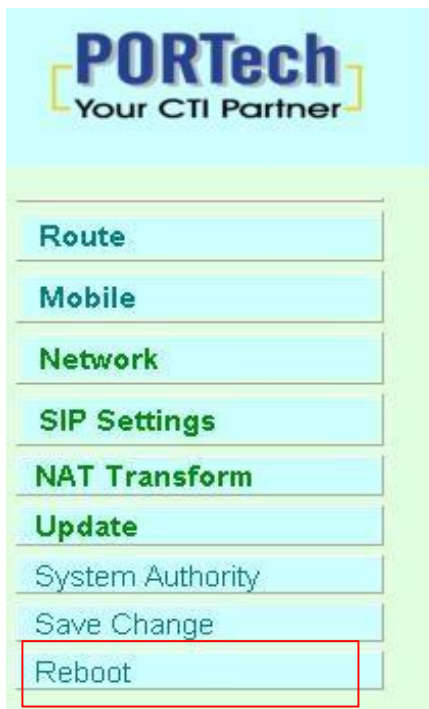 PORTech
Your CTI Partner
Route
Mobile
Network
SIP Settings
NAT Transform
Update
System Authority
Save Change
Reboot